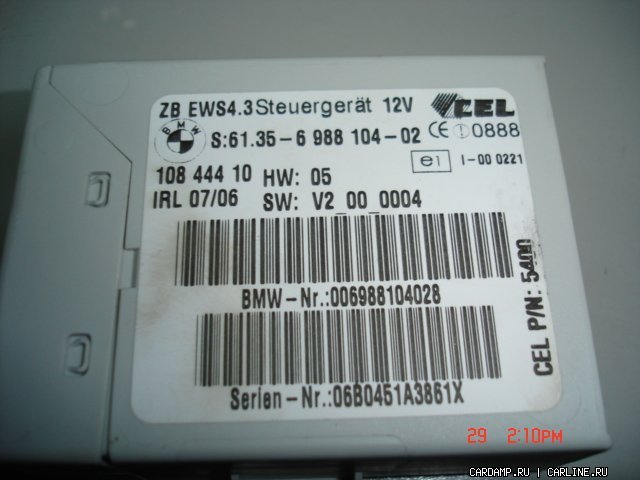 ZB EWS4.3 Steuergerät 12V
CEL
BMW
S:61.35-6 988 104-02
CE 0888
108 444 10
HW: 05
e1
I-00 0221
IRL 07/06
SW: V2_00_0004
BMW-Nr.:006988104028
CEL P/N: 5400
Serien-Nr.:06B0451A3861X
29 2:10PM
CARDAMP.RU | CARLINE.RU